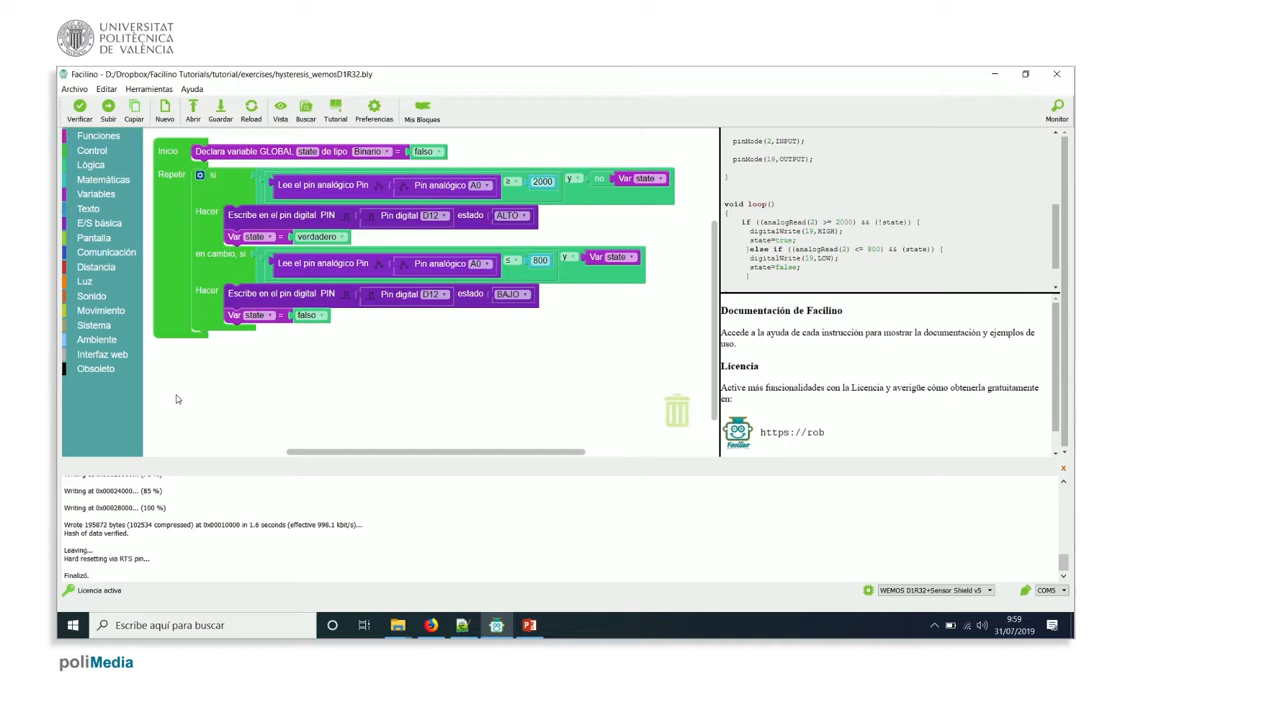 UNIVERSITAT
POLITÈCNICA
DE VALÈNCIA
Facilino - D:/Dropbox/Facilino Tutorials/tutorial/exercises/hysteresis_wemosD1R32.bly
Archivo Editar Herramientas Ayuda
Verificar Subir Copiar Nuevo Abrir Guardar Reload Vista Buscar Tutorial Preferencias Mis Bloques Monitor
Funciones
Control
Lógica
Matemáticas
Variables
Texto
E/S básica
Pantalla
Comunicación
Distancia
Luz
Sonido
Movimiento
Sistema
Ambiente
Interfaz web
Obsoleto
Inicio Declara variable GLOBAL state de tipo Binario = falso
Repetir si Lee el pin analógico Pin Pin analógico A0 ≥ 2000 y no Var state
Hacer Escribe en el pin digital PIN Pin digital D12 estado ALTO
Var state = verdadero
en cambio, si Lee el pin analógico Pin Pin analógico A0 ≤ 800 y Var state
Hacer Escribe en el pin digital PIN Pin digital D12 estado BAJO
Var state = falso
pinMode(2,INPUT);
pinMode(19,OUTPUT);
}
void loop()
{
if ((analogRead(2) >= 2000) && (!state)) {
digitalWrite(19,HIGH);
state=true;
}else if ((analogRead(2) <= 800) && (state)) {
digitalWrite(19,LOW);
state=false;
}
Documentación de Facilino
Accede a la ayuda de cada instrucción para mostrar la documentación y ejemplos de
uso.
Licencia
Active más funcionalidades con la Licencia y averigüe cómo obtenerla gratuitamente
en:
Facilino
https://rob
Writing at 0x00024000... (85 %)
Writing at 0x00028000... (100 %)
Wrote 195872 bytes (102534 compressed) at 0x00010000 in 1.6 seconds (effective 998.1 kbit/s)...
Hash of data verified.
Leaving...
Hard resetting via RTS pin...
Finalizó.
Licencia activa
WEMOS D1R32+Sensor Shield v5
COM5
Escribe aquí para buscar
9:59
31/07/2019
poliMedia